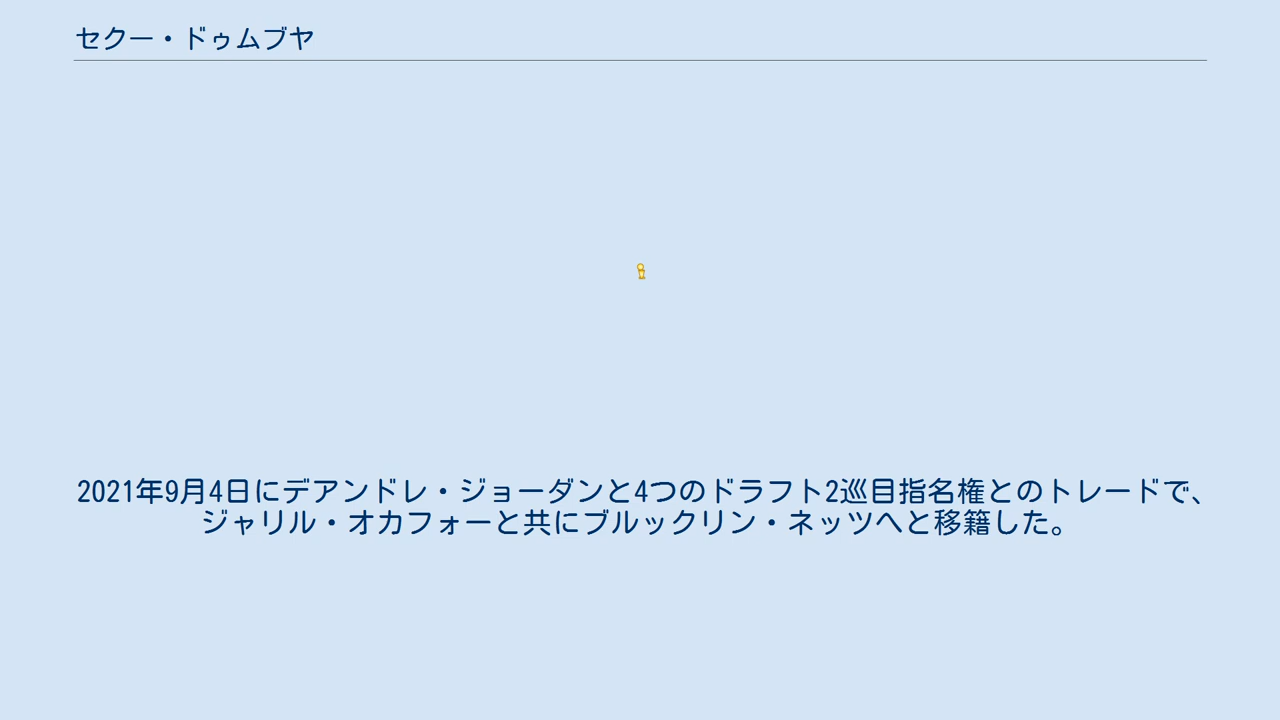 セクー・ドゥムブヤ
2021年9月4日にデアンドレ・ジョーダンと4つのドラフト2巡目指名権とのトレードで、
ジャリル・オカフォーと共にブルックリン・ネッツへと移籍した。